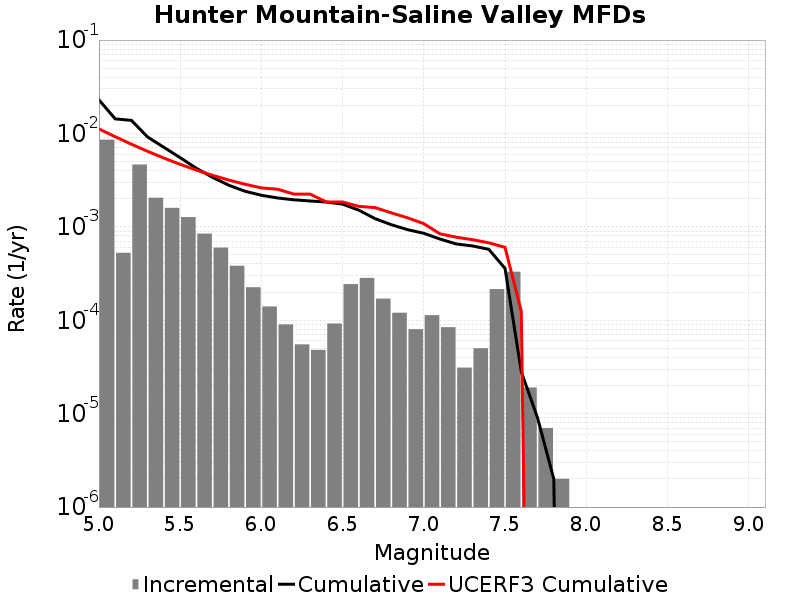 Hunter Mountain-Saline Valley MFDs
10-1
10-2
10-3
10-4
10-5
10-6
Rate (1/yr)
5.0 5.5 6.0 6.5 7.0 7.5 8.0 8.5 9.0
Magnitude
Incremental Cumulative UCERF3 Cumulative